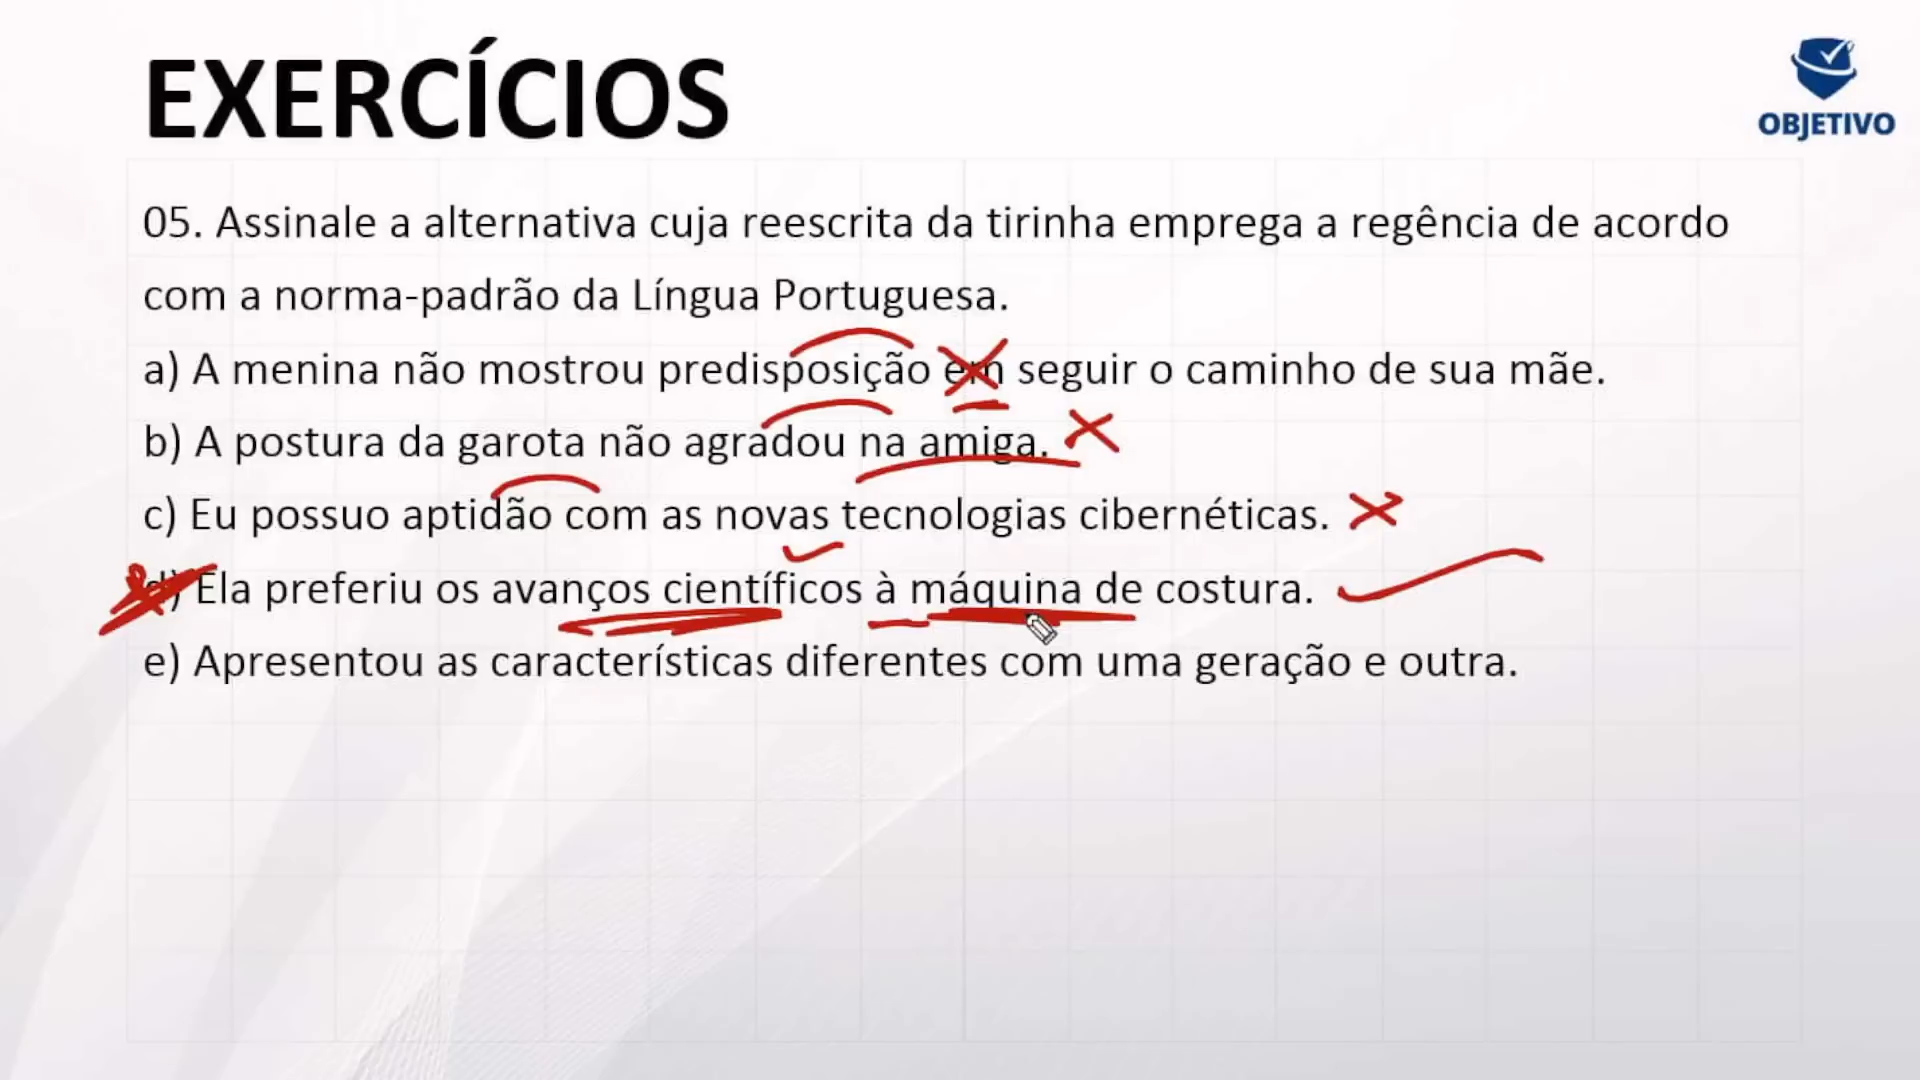 EXERCÍCIOS
OBJETIVO
05. Assinale a alternativa cuja reescrita da tirinha emprega a regência de acordo
com a norma-padrão da Língua Portuguesa.
a) A menina não mostrou predisposição em seguir o caminho de sua mãe.
b) A postura da garota não agradou na amiga.
c) Eu possuo aptidão com as novas tecnologias cibernéticas.
d) Ela preferiu os avanços científicos à máquina de costura.
e) Apresentou as características diferentes com uma geração e outra.